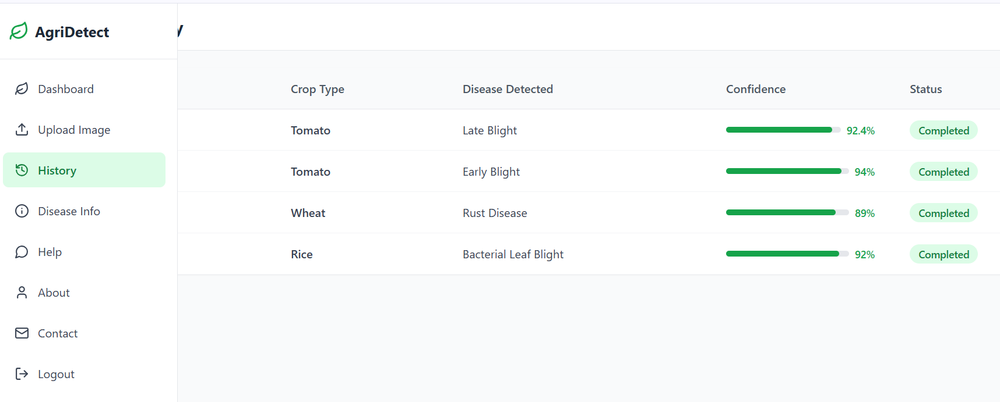 AgriDetect
y
Dashboard
Upload Image
History
Disease Info
Help
About
Contact
Logout
Crop Type Disease Detected Confidence Status
Tomato Late Blight 92.4% Completed
Tomato Early Blight 94% Completed
Wheat Rust Disease 89% Completed
Rice Bacterial Leaf Blight 92% Completed